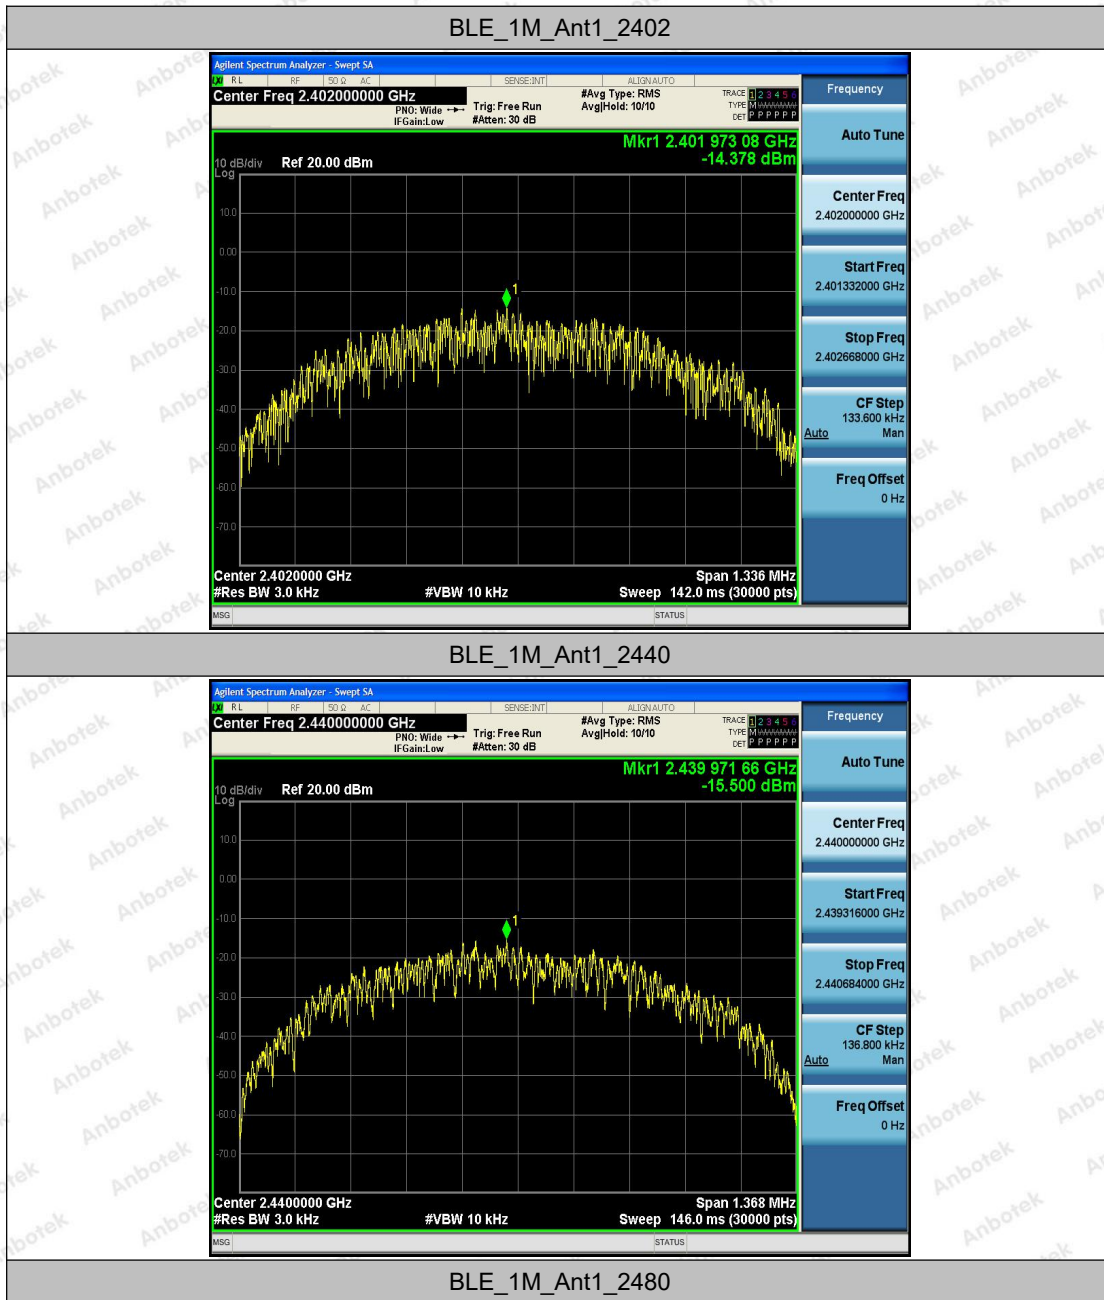 BLE_1M_Ant1_2402
Agilent Spectrum Analyzer - Swept SA
RL RF 50 Ω AC SENSE:INT ALIGNAUTO
Center Freq 2.402000000 GHz
PNO: Wide
IFGain:Low
Trig: Free Run
#Atten: 30 dB
#Avg Type: RMS
Avg|Hold: 10/10
TRACE 1 2 3 4 5 6
TYPE M
DET P P P P P P
Mkr1 2.401 973 08 GHz
-14.378 dBm
10 dB/div Ref 20.00 dBm
Log
10.0
0.00
-10.0
-20.0
-30.0
-40.0
-50.0
-60.0
-70.0
1
Center 2.4020000 GHz Span 1.336 MHz
#Res BW 3.0 kHz #VBW 10 kHz Sweep 142.0 ms (30000 pts)
MSG STATUS
Frequency
Auto Tune
Center Freq
2.402000000 GHz
Start Freq
2.401332000 GHz
Stop Freq
2.402668000 GHz
CF Step
133.600 kHz
Auto Man
Freq Offset
0 Hz
BLE_1M_Ant1_2440
Agilent Spectrum Analyzer - Swept SA
RL RF 50 Ω AC SENSE:INT ALIGNAUTO
Center Freq 2.440000000 GHz
PNO: Wide
IFGain:Low
Trig: Free Run
#Atten: 30 dB
#Avg Type: RMS
Avg|Hold: 10/10
TRACE 1 2 3 4 5 6
TYPE M
DET P P P P P P
Mkr1 2.439 971 66 GHz
-15.500 dBm
10 dB/div Ref 20.00 dBm
Log
10.0
0.00
-10.0
-20.0
-30.0
-40.0
-50.0
-60.0
-70.0
1
Center 2.4400000 GHz Span 1.368 MHz
#Res BW 3.0 kHz #VBW 10 kHz Sweep 146.0 ms (30000 pts)
MSG STATUS
Frequency
Auto Tune
Center Freq
2.440000000 GHz
Start Freq
2.439316000 GHz
Stop Freq
2.440684000 GHz
CF Step
136.800 kHz
Auto Man
Freq Offset
0 Hz
BLE_1M_Ant1_2480